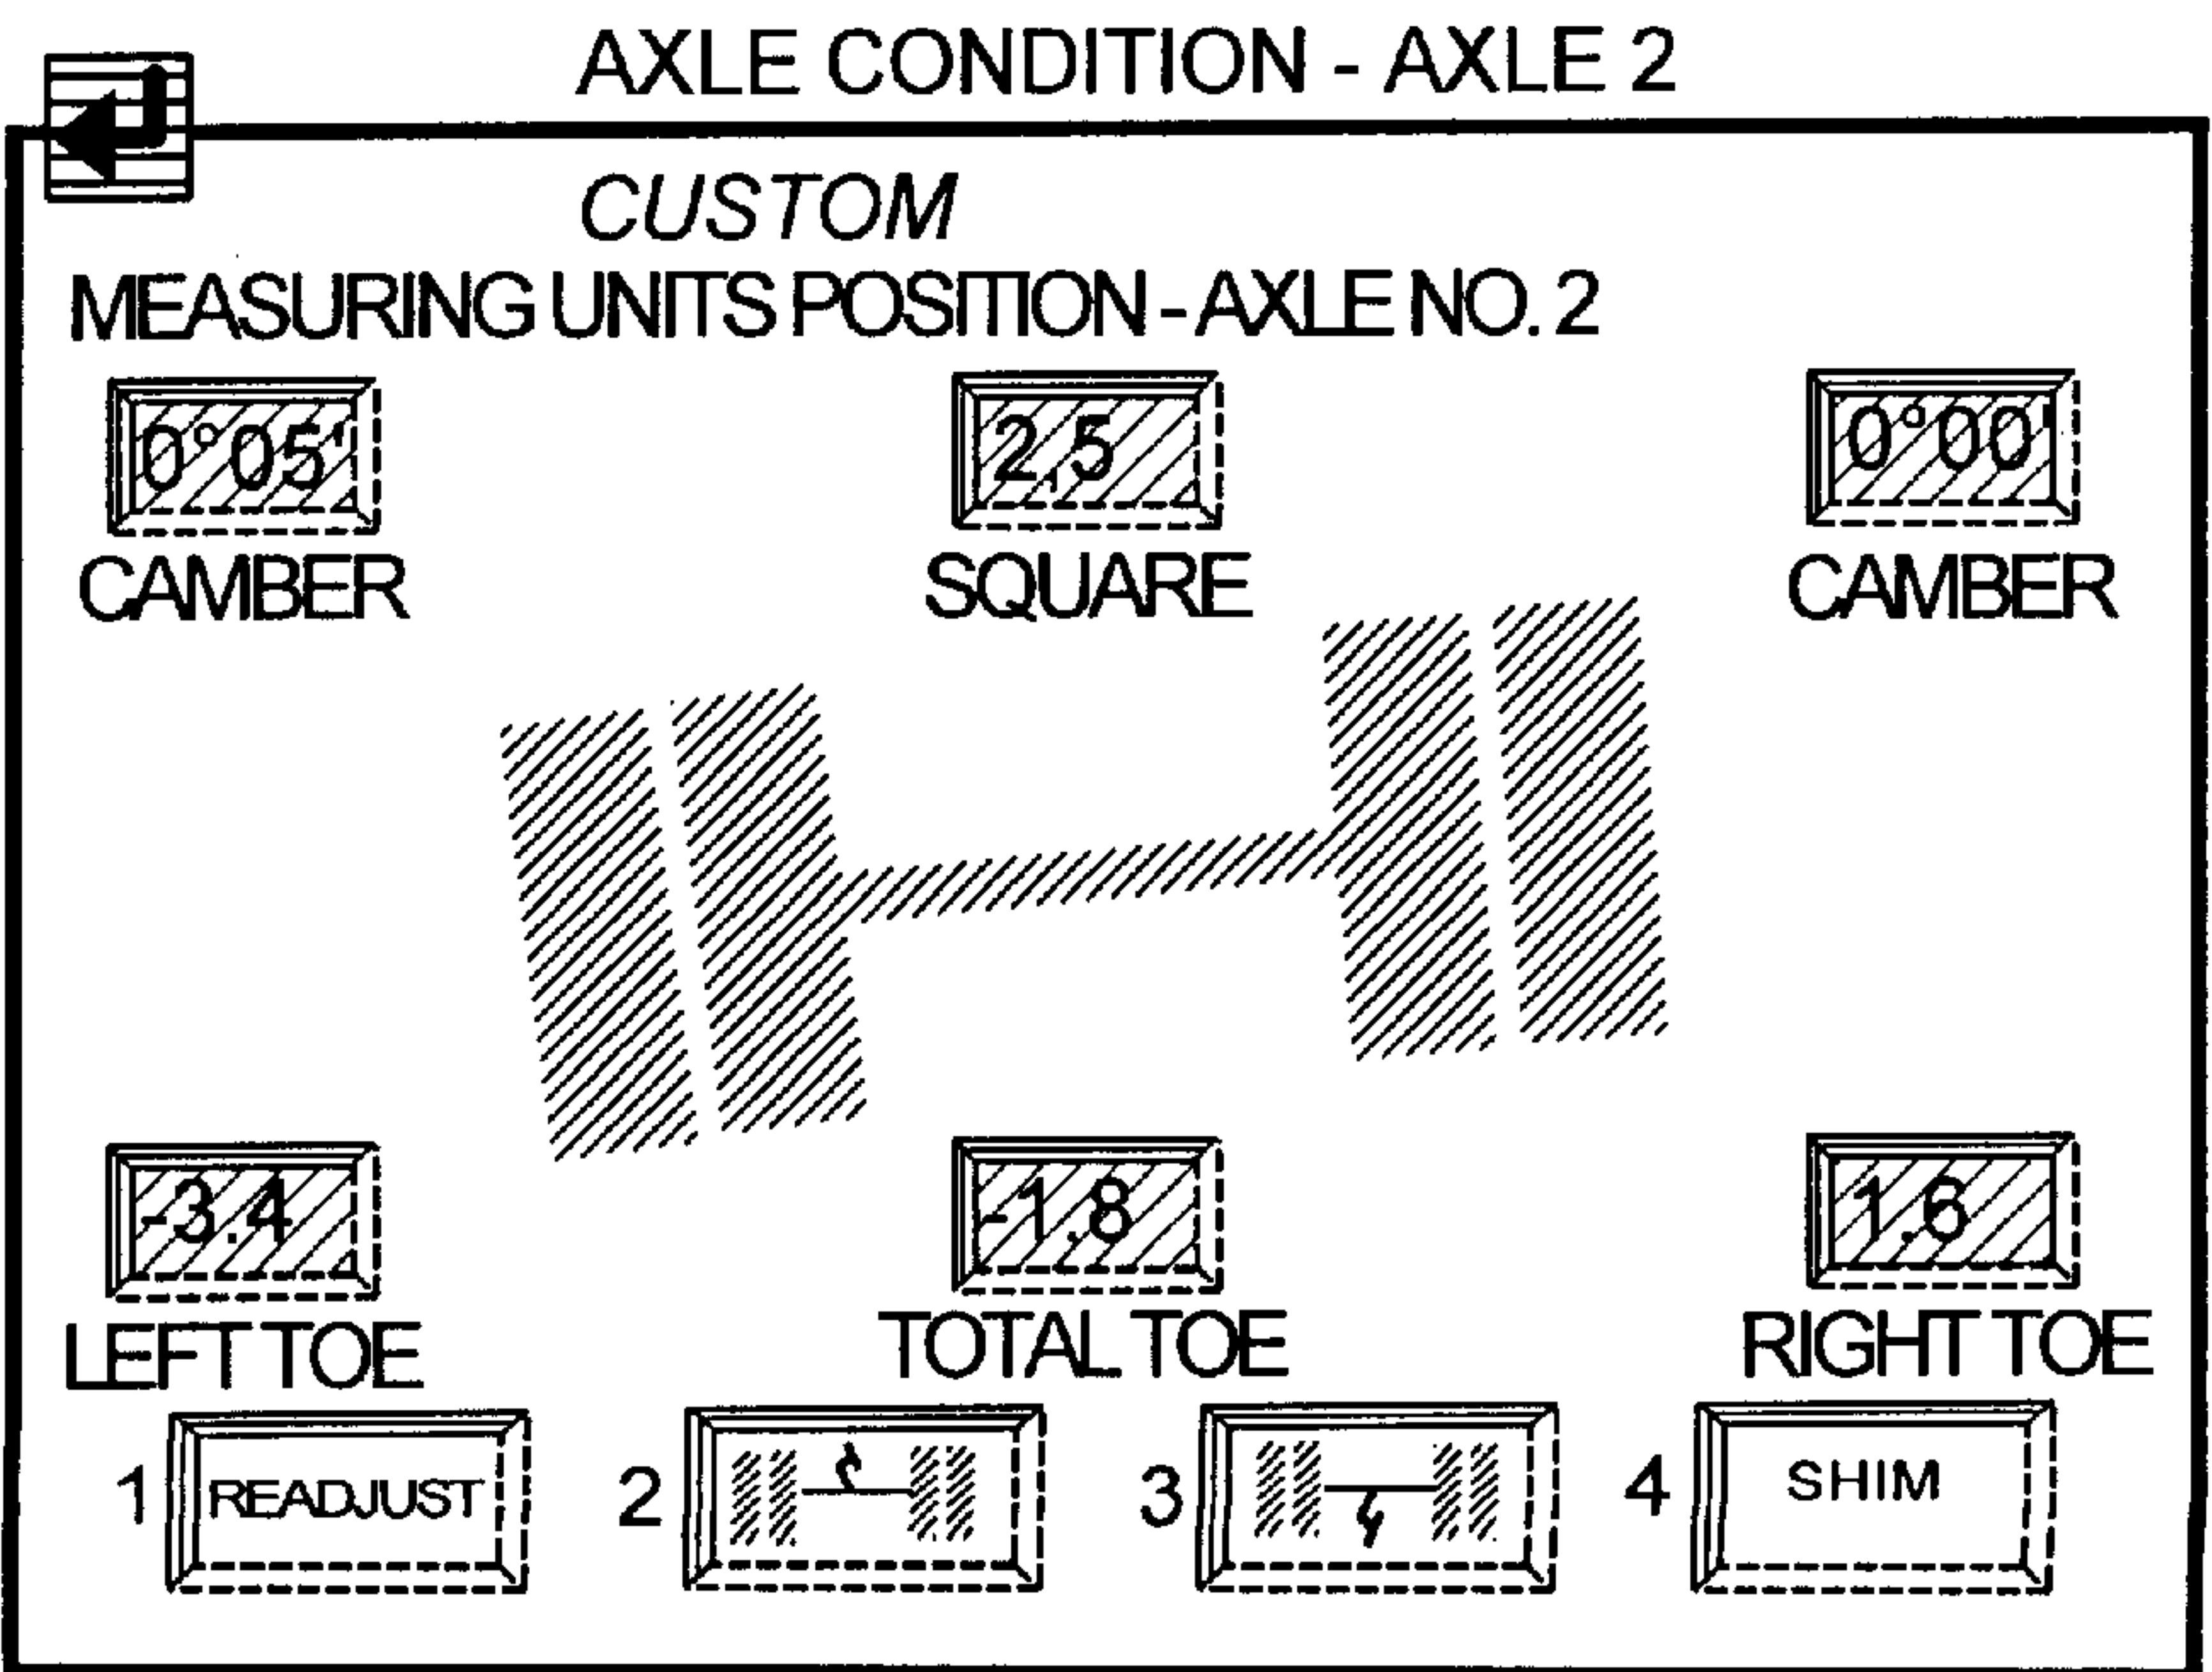 AXLE CONDITION - AXLE 2
CUSTOM
MEASURING UNITS POSITION - AXLE NO. 2
0° 05' 2,5 0° 00'
CAMBER SQUARE CAMBER
-3.4 -1.8 1.6
LEFT TOE TOTAL TOE RIGHT TOE
1 READJUST 2 3 4 SHIM